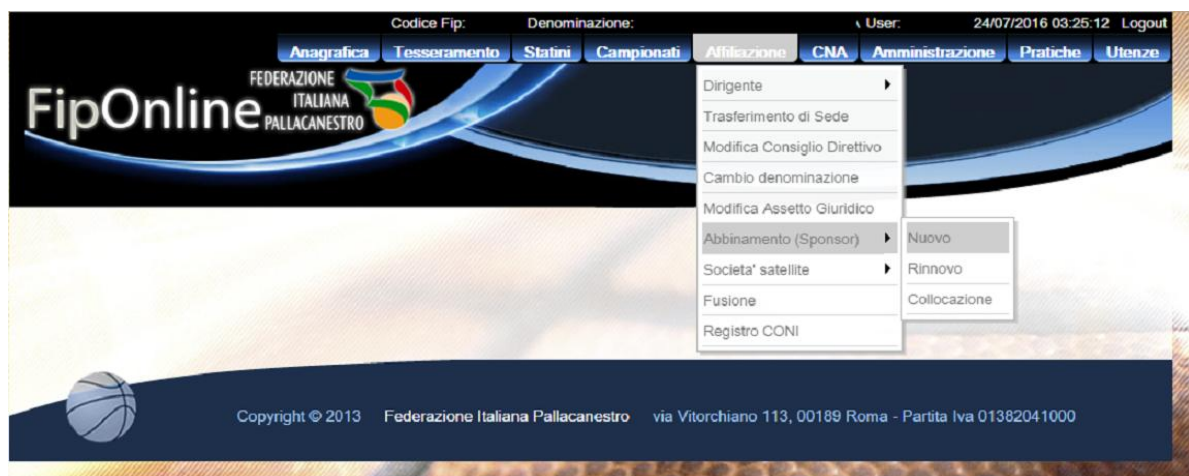 Codice Fip: Denominazione: User: 24/07/2016 03:25:12 Logout
Anagrafica Tesseramento Statini Campionati Affiliazione CNA Amministrazione Pratiche Utenze
FipOnline
FEDERAZIONE
ITALIANA
PALLACANESTRO
Dirigente
Trasferimento di Sede
Modifica Consiglio Direttivo
Cambio denominazione
Modifica Assetto Giuridico
Abbinamento (Sponsor)
Societa' satellite
Fusione
Registro CONI
Nuovo
Rinnovo
Collocazione
Copyright © 2013 Federazione Italiana Pallacanestro via Vitorchiano 113, 00189 Roma - Partita Iva 01382041000